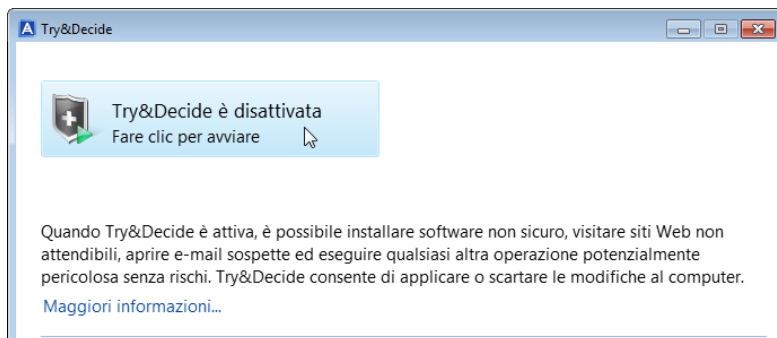 Try&Decide
Try&Decide è disattivata
Fare clic per avviare
Quando Try&Decide è attiva, è possibile installare software non sicuro, visitare siti Web non
attendibili, aprire e-mail sospette ed eseguire qualsiasi altra operazione potenzialmente
pericolosa senza rischi. Try&Decide consente di applicare o scartare le modifiche al computer.
Maggiori informazioni...